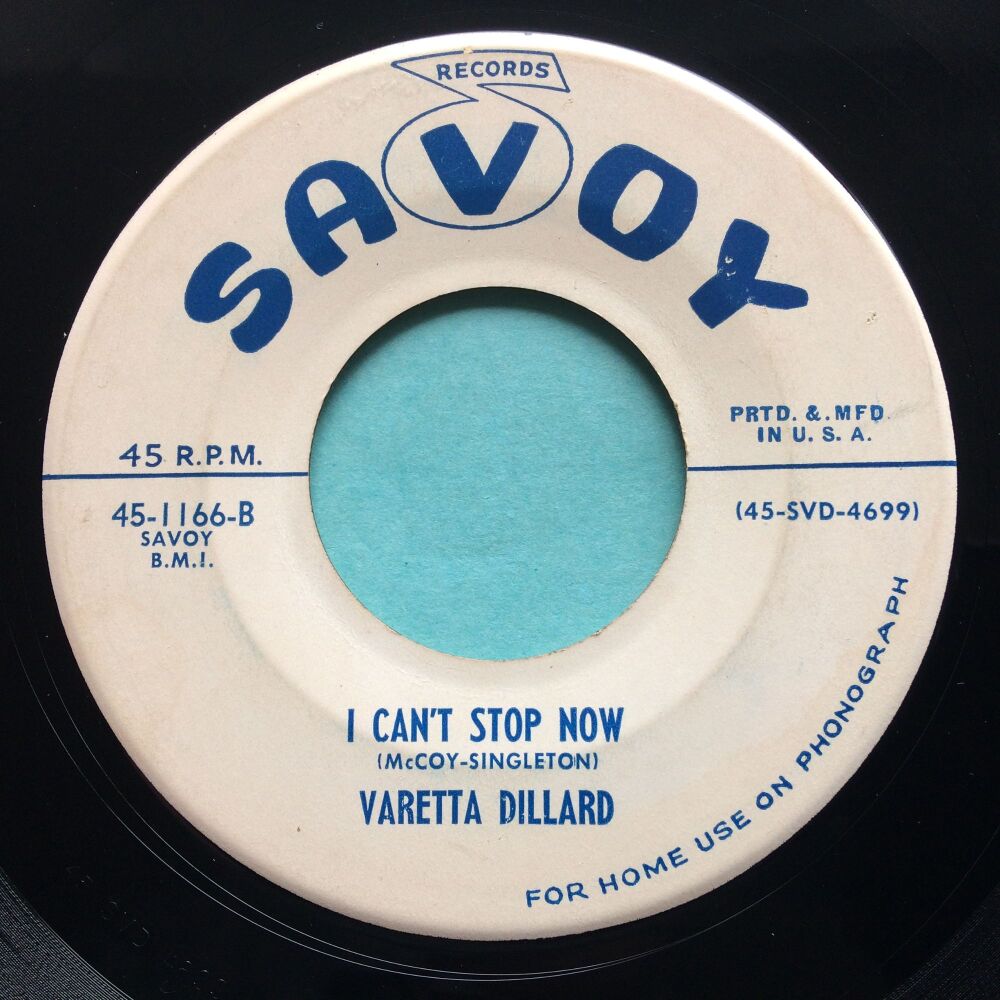 RECORDS
SAVOY
45 R.P.M.
PRTD. &. MFD.
IN U. S. A.
45-1166-B
SAVOY
B.M.I.
(45-SVD-4699)
I CAN'T STOP NOW
(McCOY-SINGLETON)
VARETTA DILLARD
FOR HOME USE ON PHONOGRAPH